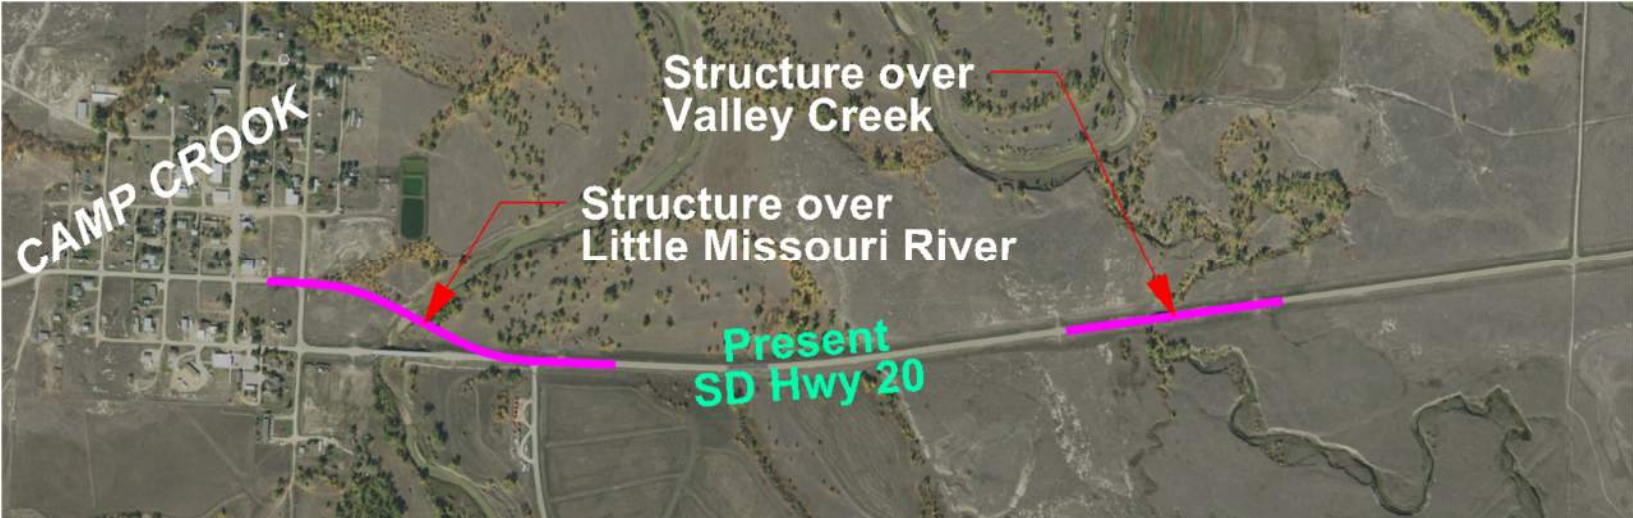 CAMP CROOK
Structure over
Valley Creek
Structure over
Little Missouri River
Present
SD Hwy 20